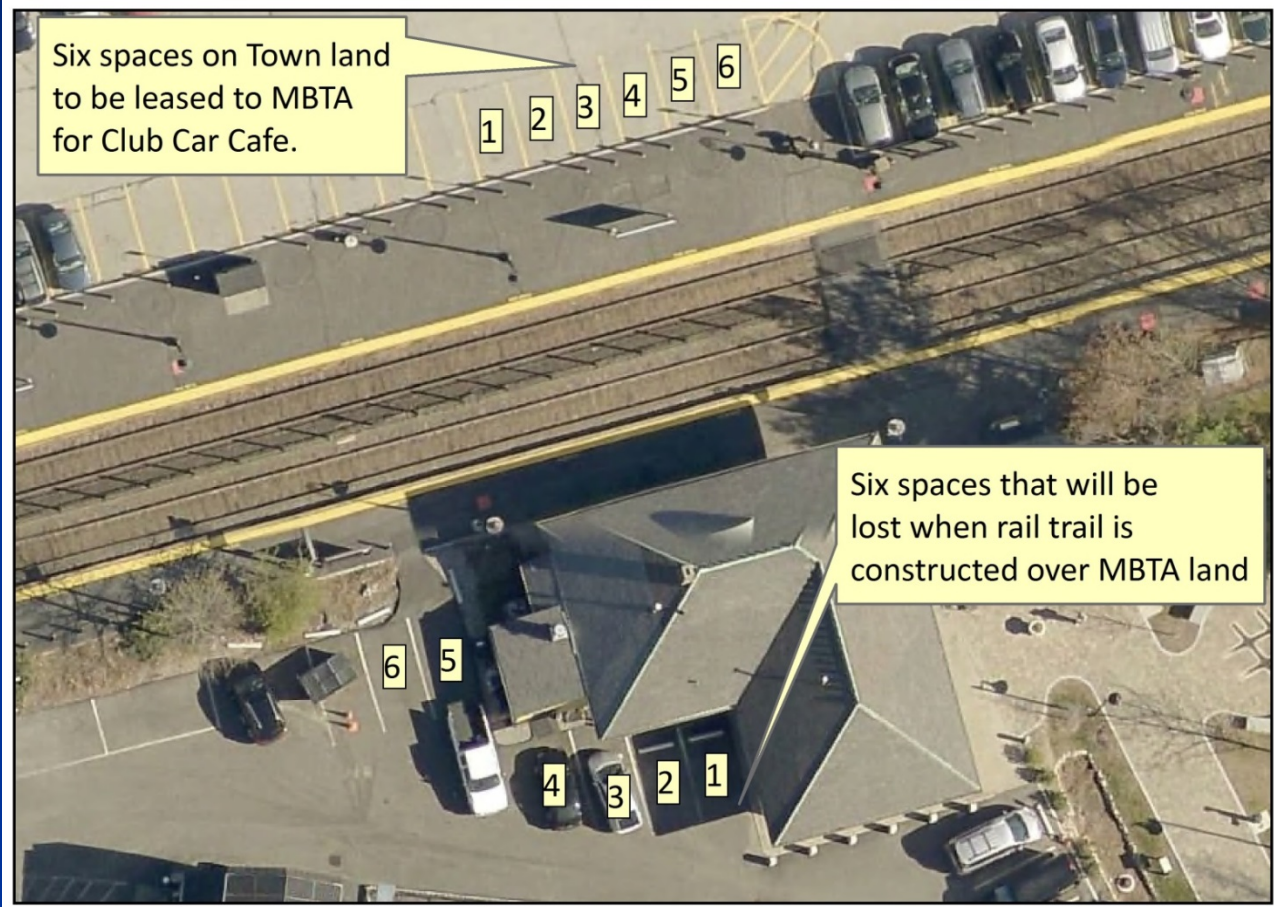 Six spaces on Town land
to be leased to MBTA
for Club Car Cafe.
1
2
3
4
5
6
Six spaces that will be
lost when rail trail is
constructed over MBTA land
6
5
4
3
2
1